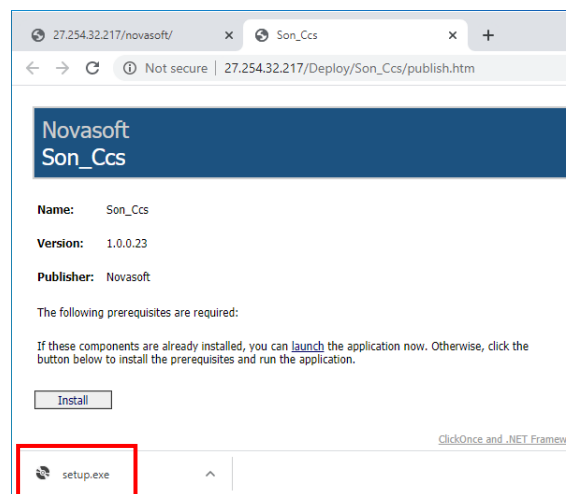 27.254.32.217/novasoft/
Son_Ccs
Not secure | 27.254.32.217/Deploy/Son_Ccs/publish.htm
Novasoft
Son_Ccs
Name: Son_Ccs
Version: 1.0.0.23
Publisher: Novasoft
The following prerequisites are required:
If these components are already installed, you can launch the application now. Otherwise, click the
button below to install the prerequisites and run the application.
Install
ClickOnce and .NET Framew
setup.exe